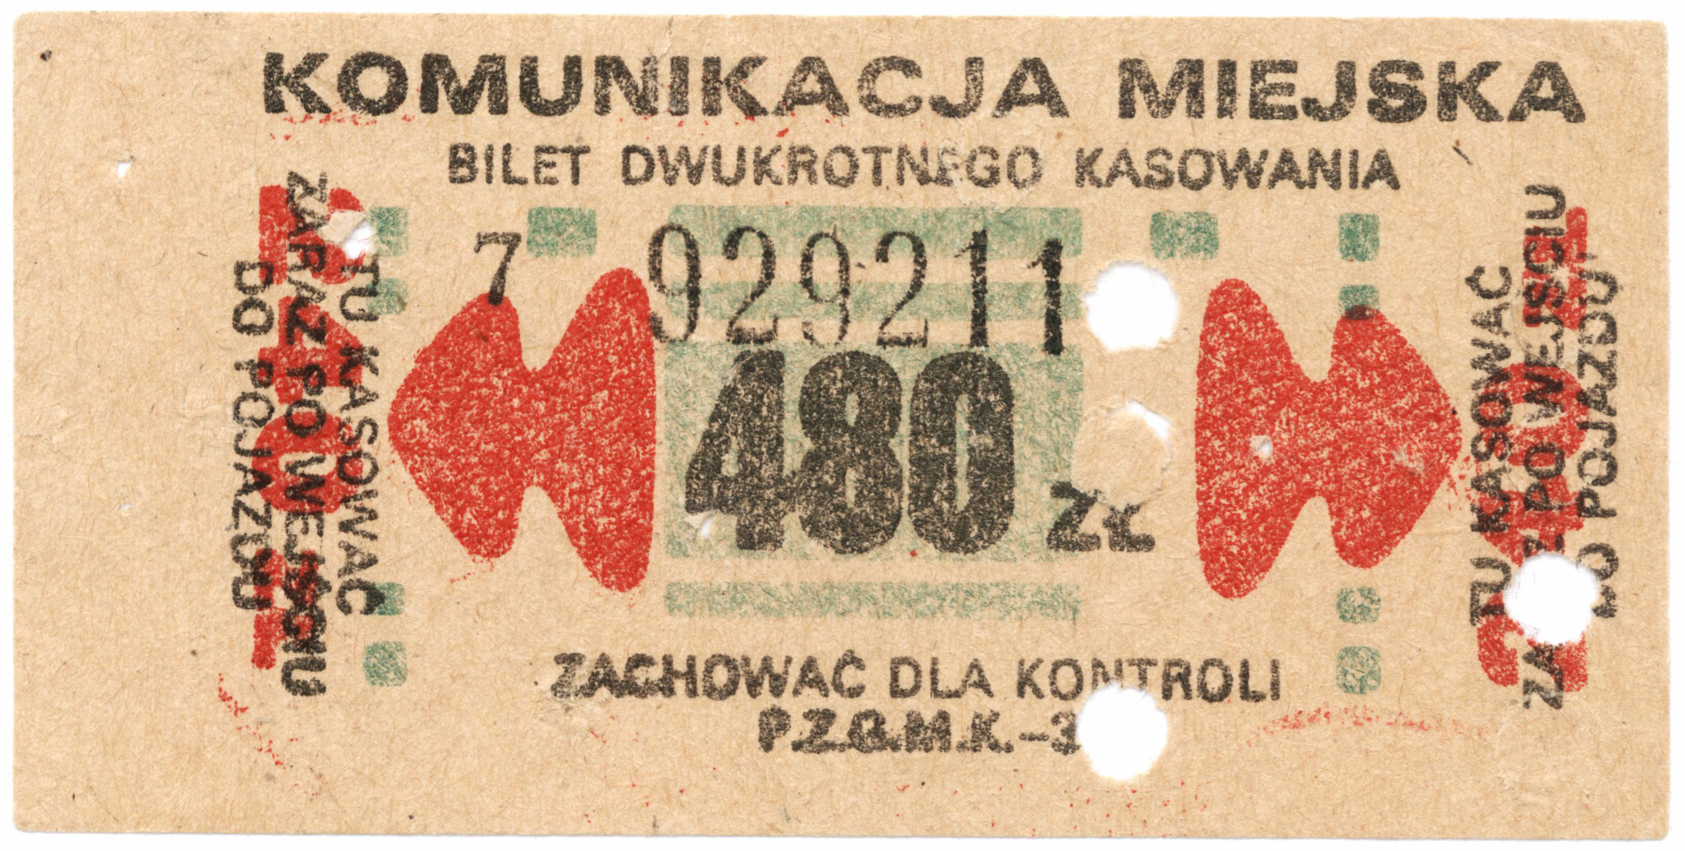 KOMUNIKACJA MIEJSKA
BILET DWUKROTNEGO KASOWANIA
7 929211
480 ZŁ
TU KASOWAĆ
ZARAZ PO WEJŚCIU
DO POJAZDU
TU KASOWAĆ
PO WEJŚCIU
DO POJAZDU
ZACHOWAĆ DLA KONTROLI
P.Z.G.M.K.-3